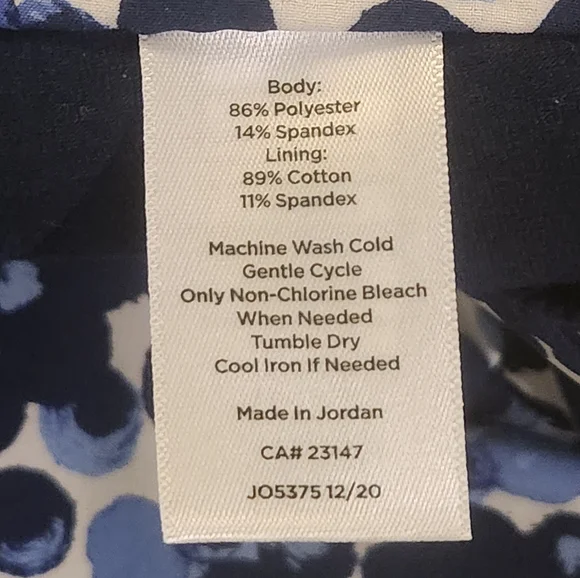 Body:
86% Polyester
14% Spandex
Lining:
89% Cotton
11% Spandex
Machine Wash Cold
Gentle Cycle
Only Non-Chlorine Bleach
When Needed
Tumble Dry
Cool Iron If Needed
Made In Jordan
CA# 23147
JO5375 12/20